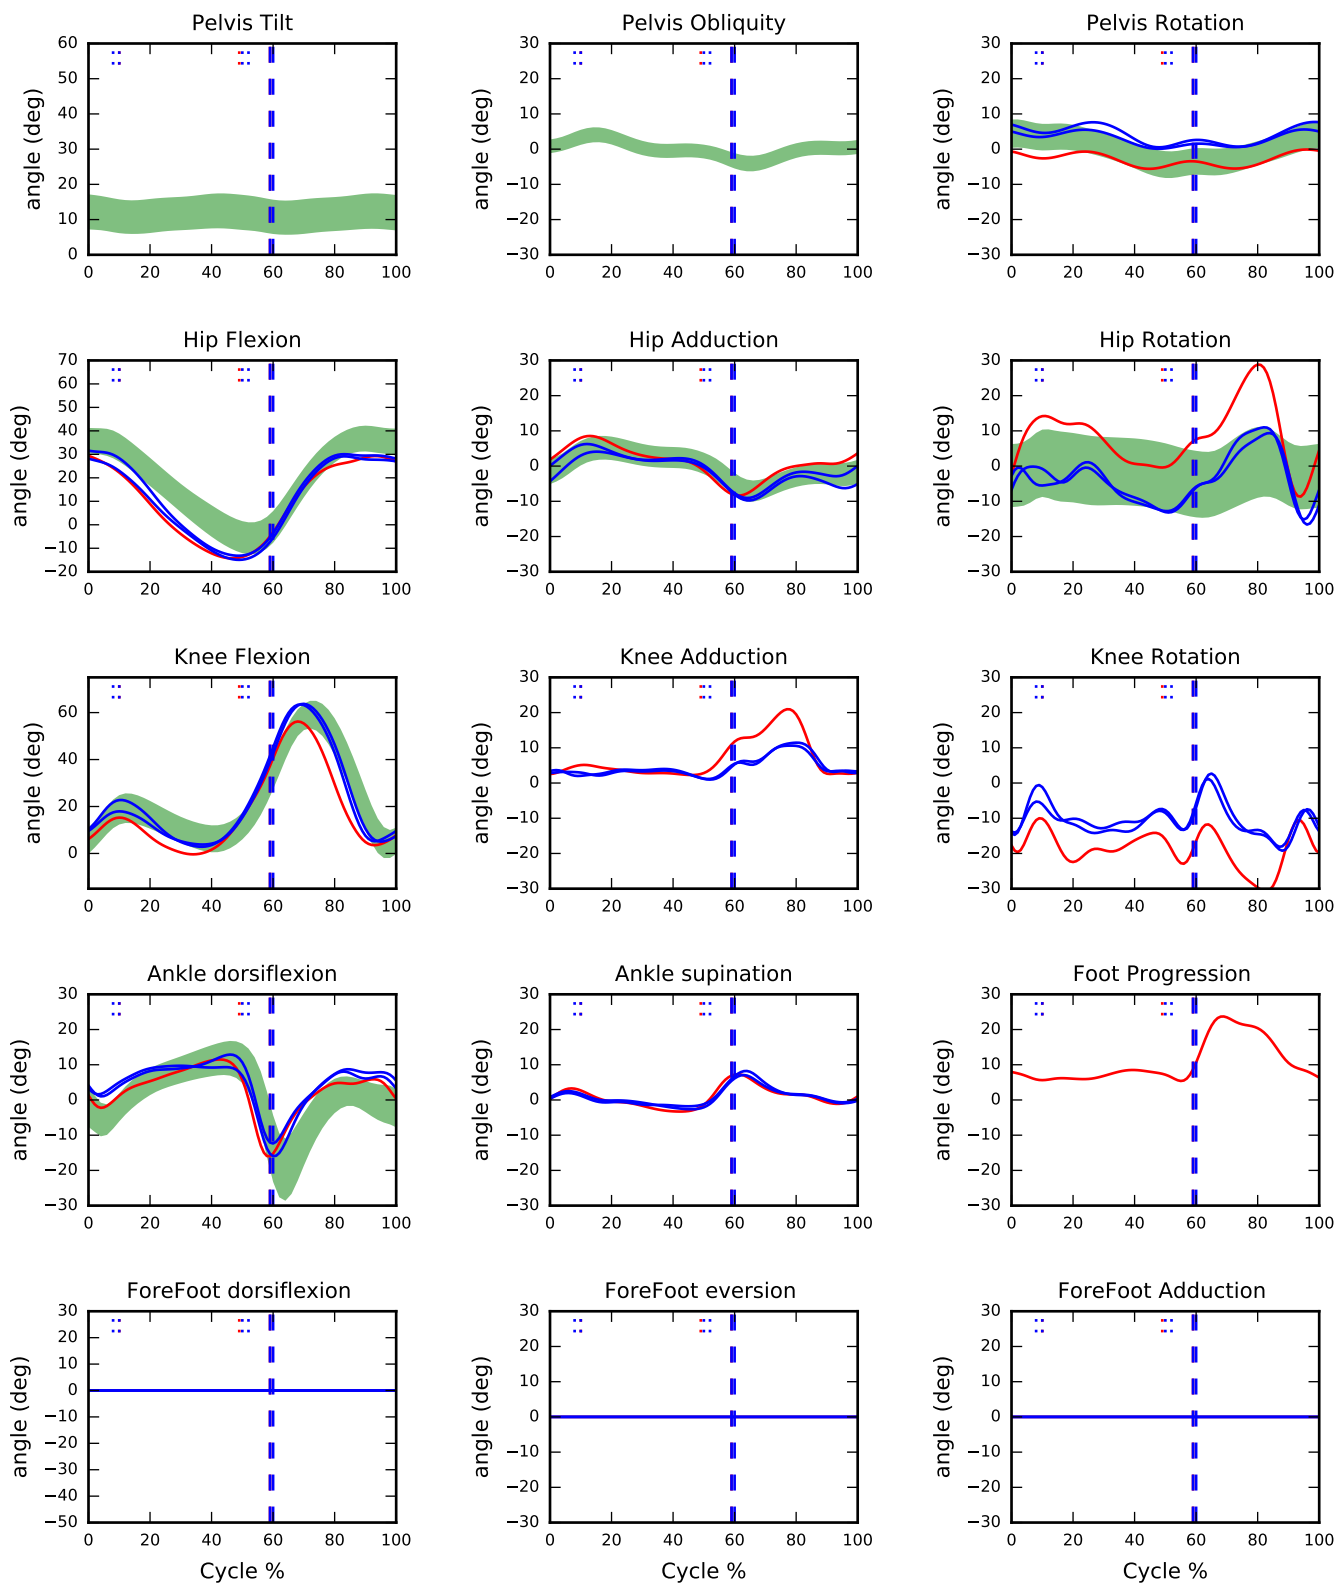 Pelvis Tilt Pelvis Obliquity Pelvis Rotation
angle (deg) 60 50 40 30 20 10 0
0 20 40 60 80 100
angle (deg) 30 20 10 0 −10 −20 −30
0 20 40 60 80 100
angle (deg) 30 20 10 0 −10 −20 −30
0 20 40 60 80 100
Hip Flexion Hip Adduction Hip Rotation
angle (deg) 70 60 50 40 30 20 10 0 −10 −20
0 20 40 60 80 100
angle (deg) 30 20 10 0 −10 −20 −30
0 20 40 60 80 100
angle (deg) 30 20 10 0 −10 −20 −30
0 20 40 60 80 100
Knee Flexion Knee Adduction Knee Rotation
angle (deg) 60 40 20 0
0 20 40 60 80 100
angle (deg) 30 20 10 0 −10 −20 −30
0 20 40 60 80 100
angle (deg) 30 20 10 0 −10 −20 −30
0 20 40 60 80 100
Ankle dorsiflexion Ankle supination Foot Progression
angle (deg) 30 20 10 0 −10 −20 −30
0 20 40 60 80 100
angle (deg) 30 20 10 0 −10 −20 −30
0 20 40 60 80 100
angle (deg) 30 20 10 0 −10 −20 −30
0 20 40 60 80 100
ForeFoot dorsiflexion ForeFoot eversion ForeFoot Adduction
angle (deg) 30 20 10 0 −10 −20 −30 −40 −50
0 20 40 60 80 100
Cycle %
angle (deg) 30 20 10 0 −10 −20 −30
0 20 40 60 80 100
Cycle %
angle (deg) 30 20 10 0 −10 −20 −30
0 20 40 60 80 100
Cycle %